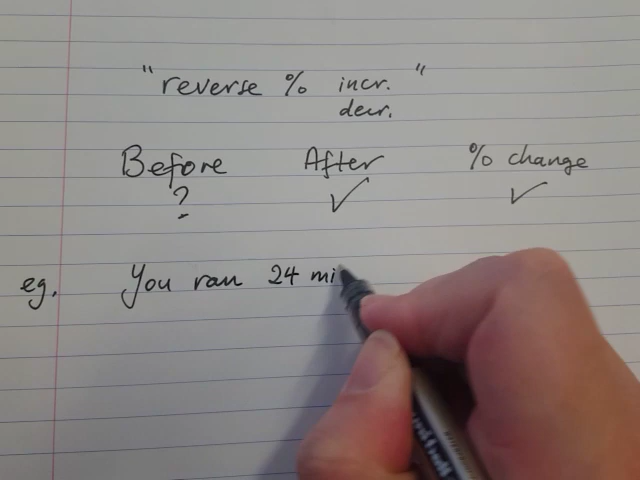 "reverse % incr. "
decr.
Before After % change
? ✓ ✓
eg. You ran 24 mi